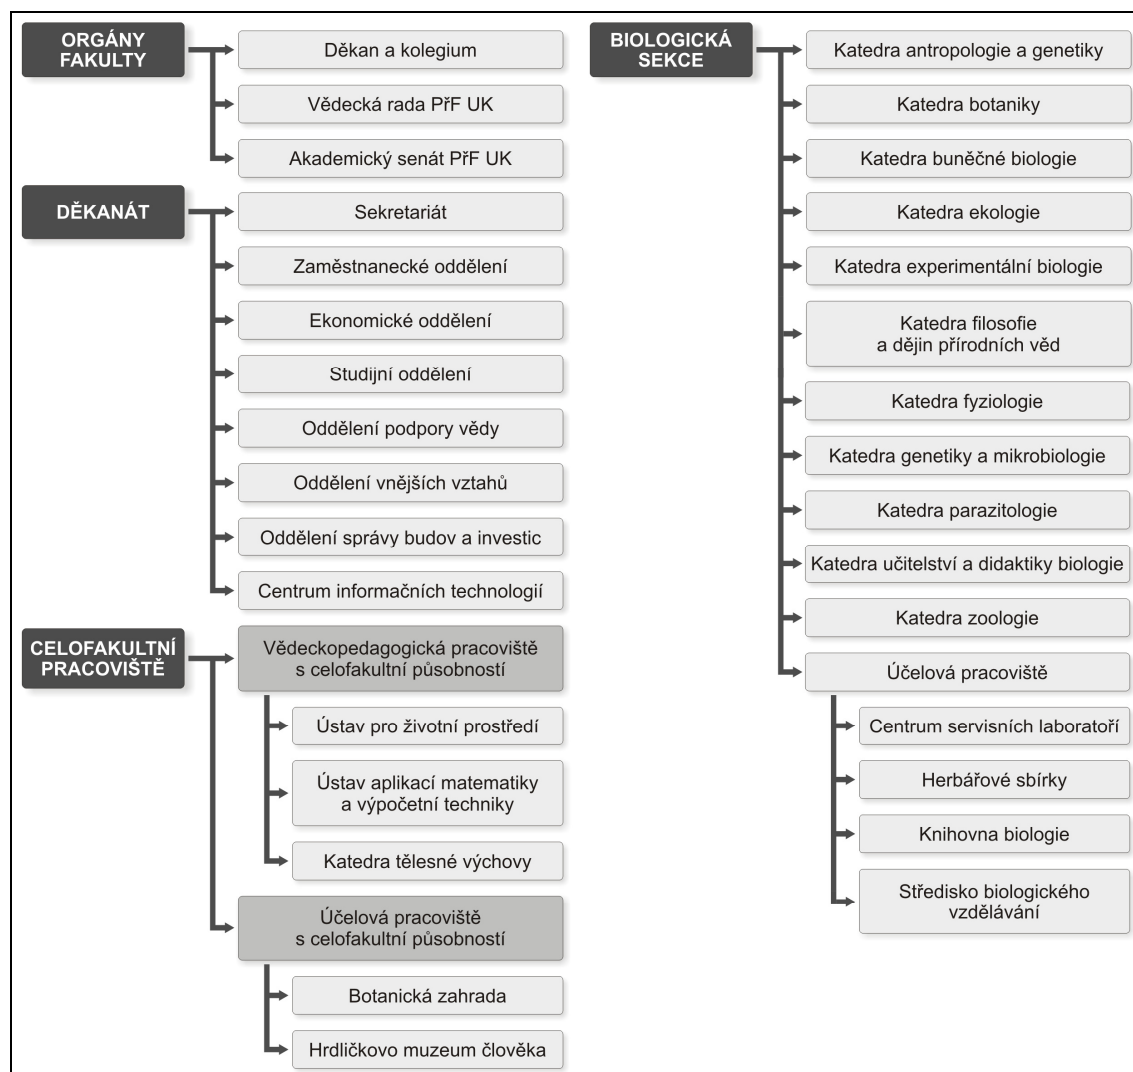 ORGÁNY
FAKULTY
Děkan a kolegium
Vědecká rada PřF UK
Akademický senát PřF UK
DĚKANÁT
Sekretariát
Zaměstnanecké oddělení
Ekonomické oddělení
Studijní oddělení
Oddělení podpory vědy
Oddělení vnějších vztahů
Oddělení správy budov a investic
Centrum informačních technologií
CELOFAKULTNÍ
PRACOVIŠTĚ
Vědeckopedagogická pracoviště
s celofakultní působností
Ústav pro životní prostředí
Ústav aplikací matematiky
a výpočetní techniky
Katedra tělesné výchovy
Účelová pracoviště
s celofakultní působností
Botanická zahrada
Hrdličkovo muzeum člověka
BIOLOGICKÁ
SEKCE
Katedra antropologie a genetiky
Katedra botaniky
Katedra buněčné biologie
Katedra ekologie
Katedra experimentální biologie
Katedra filosofie
a dějin přírodních věd
Katedra fyziologie
Katedra genetiky a mikrobiologie
Katedra parazitologie
Katedra učitelství a didaktiky biologie
Katedra zoologie
Účelová pracoviště
Centrum servisních laboratoří
Herbářové sbírky
Knihovna biologie
Středisko biologického
vzdělávání